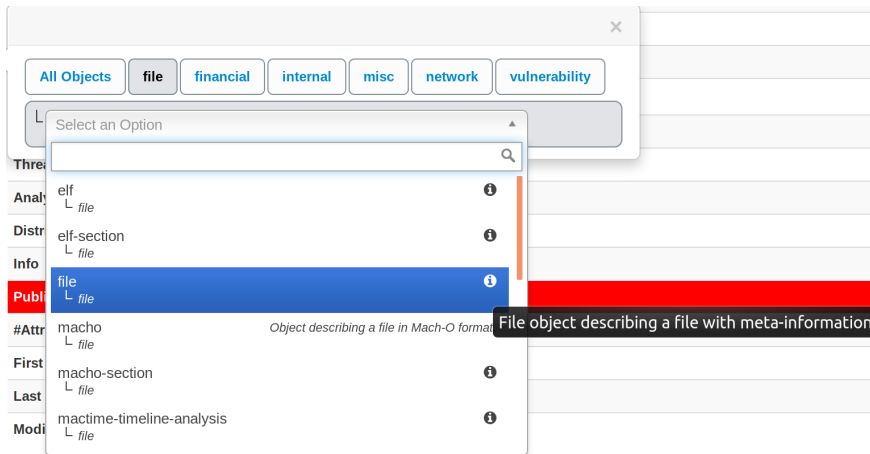 ×
All Objects file financial internal misc network vulnerability
Select an Option
Threa
elf
file
Analy
elf-section
file
Distr
Info
file
file
Publi
macho Object describing a file in Mach-O format
file
File object describing a file with meta-information
#Attr
First
macho-section
file
Last
mactime-timeline-analysis
file
Modi